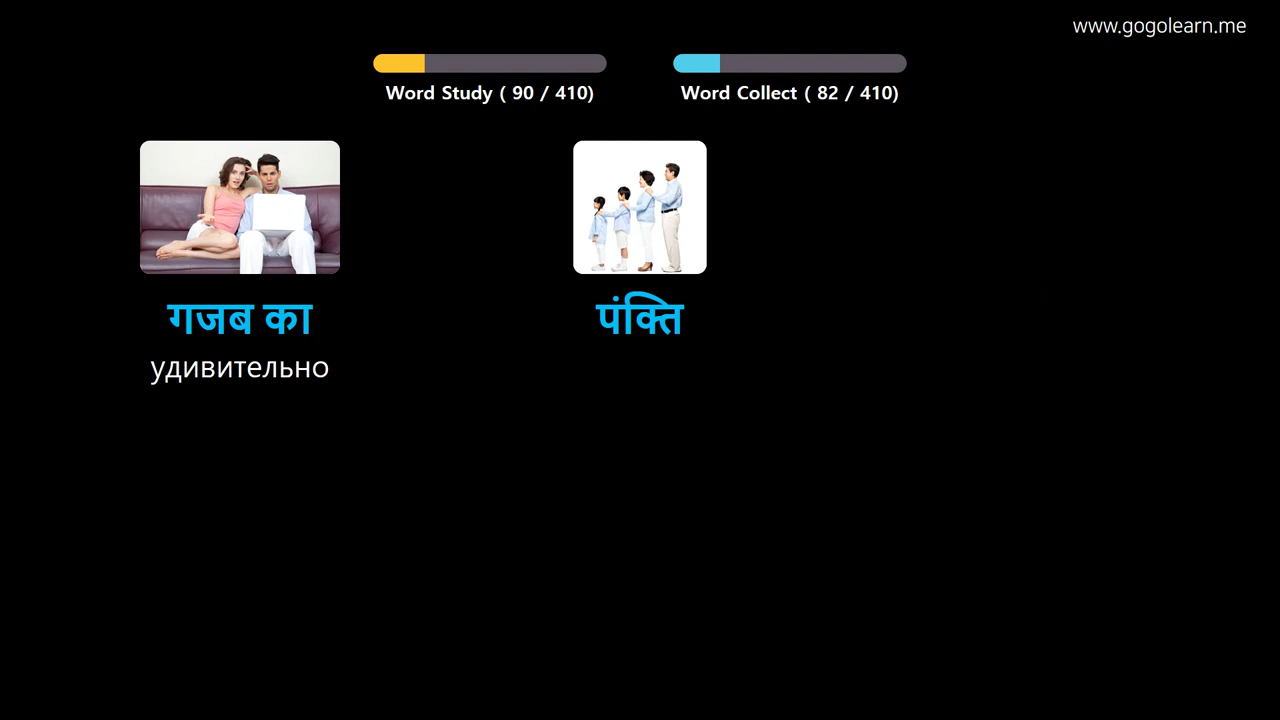 www.gogolearn.me
Word Study ( 90 / 410)
Word Collect ( 82 / 410)
गजब का
पंक्ति
удивительно